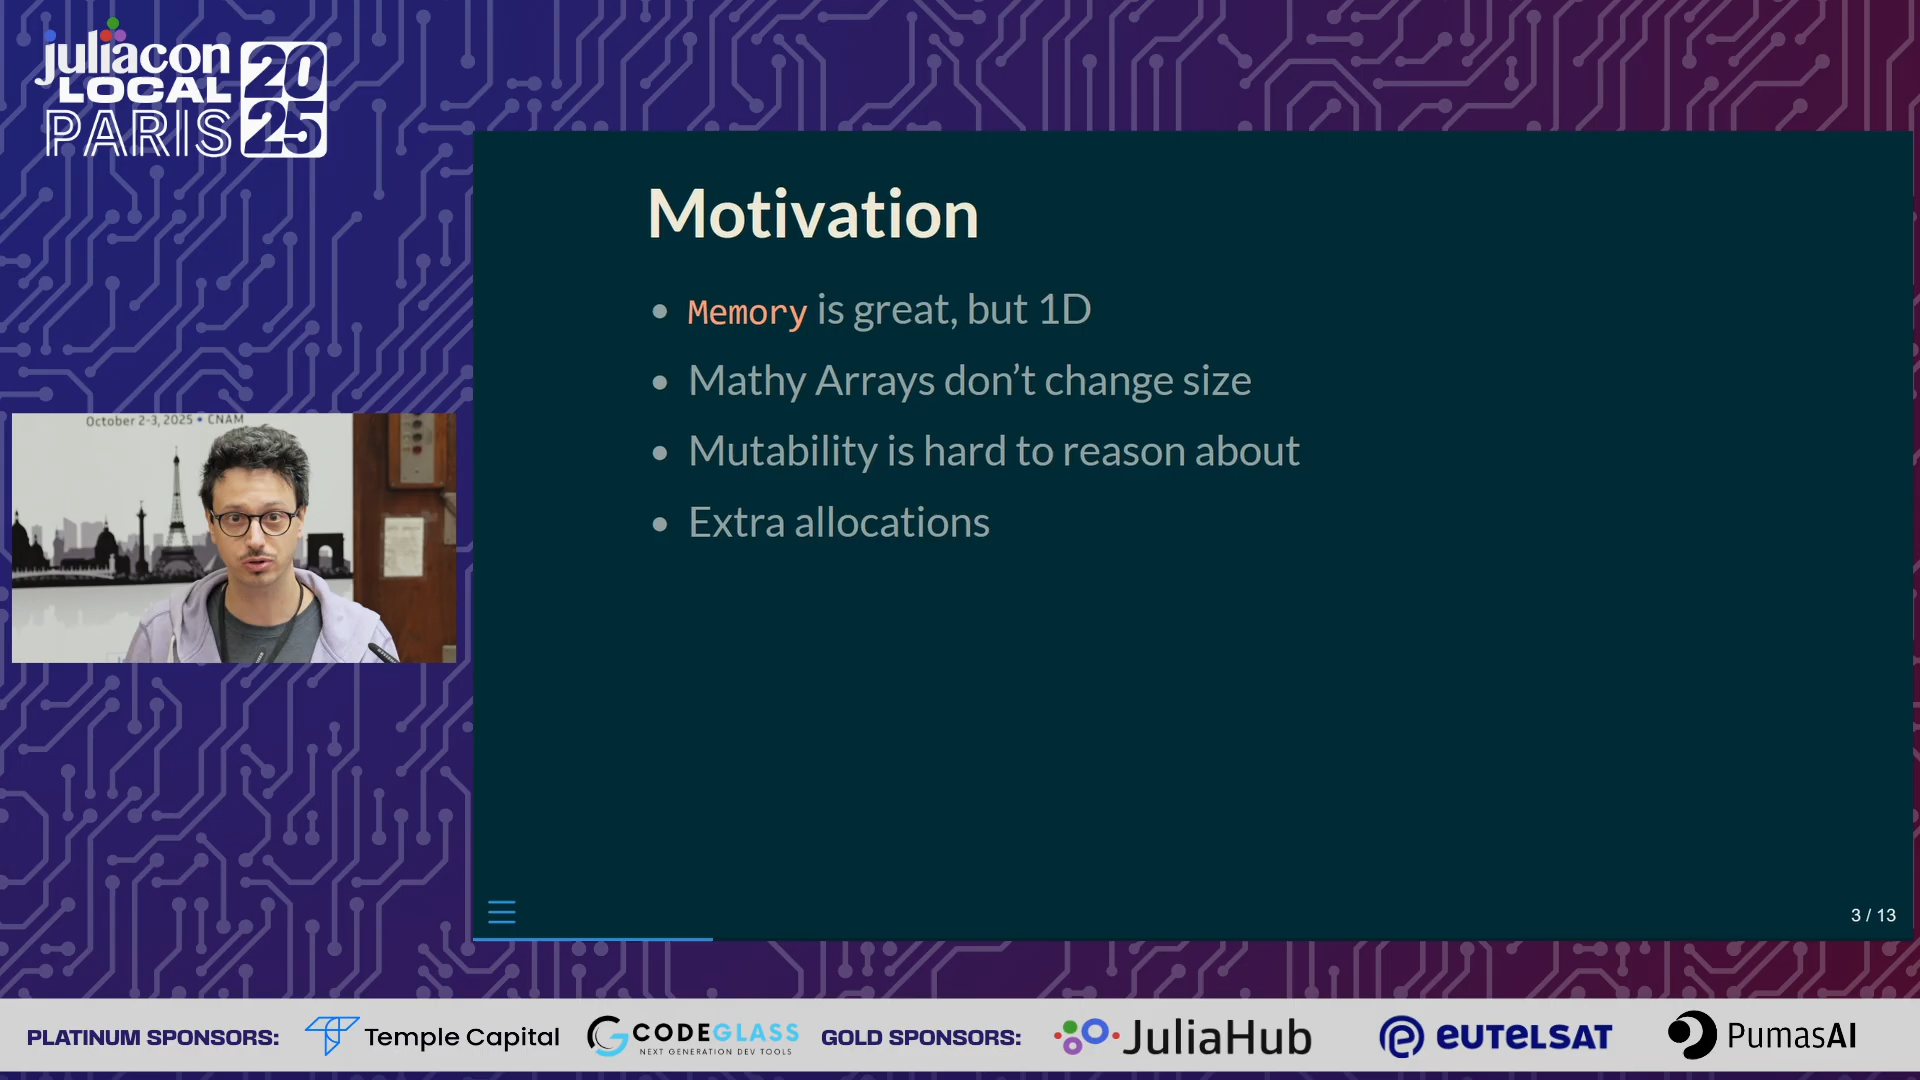 juliacon
LOCAL
PARIS
20
25
Motivation
• Memory is great, but 1D
• Mathy Arrays don’t change size
• Mutability is hard to reason about
• Extra allocations
October 2-3, 2025 • CNAM
3 / 13
PLATINUM SPONSORS:
Temple Capital
CODEGLASS
NEXT GENERATION DEV TOOLS
GOLD SPONSORS:
JuliaHub
eUTeLSAT
PumasAI